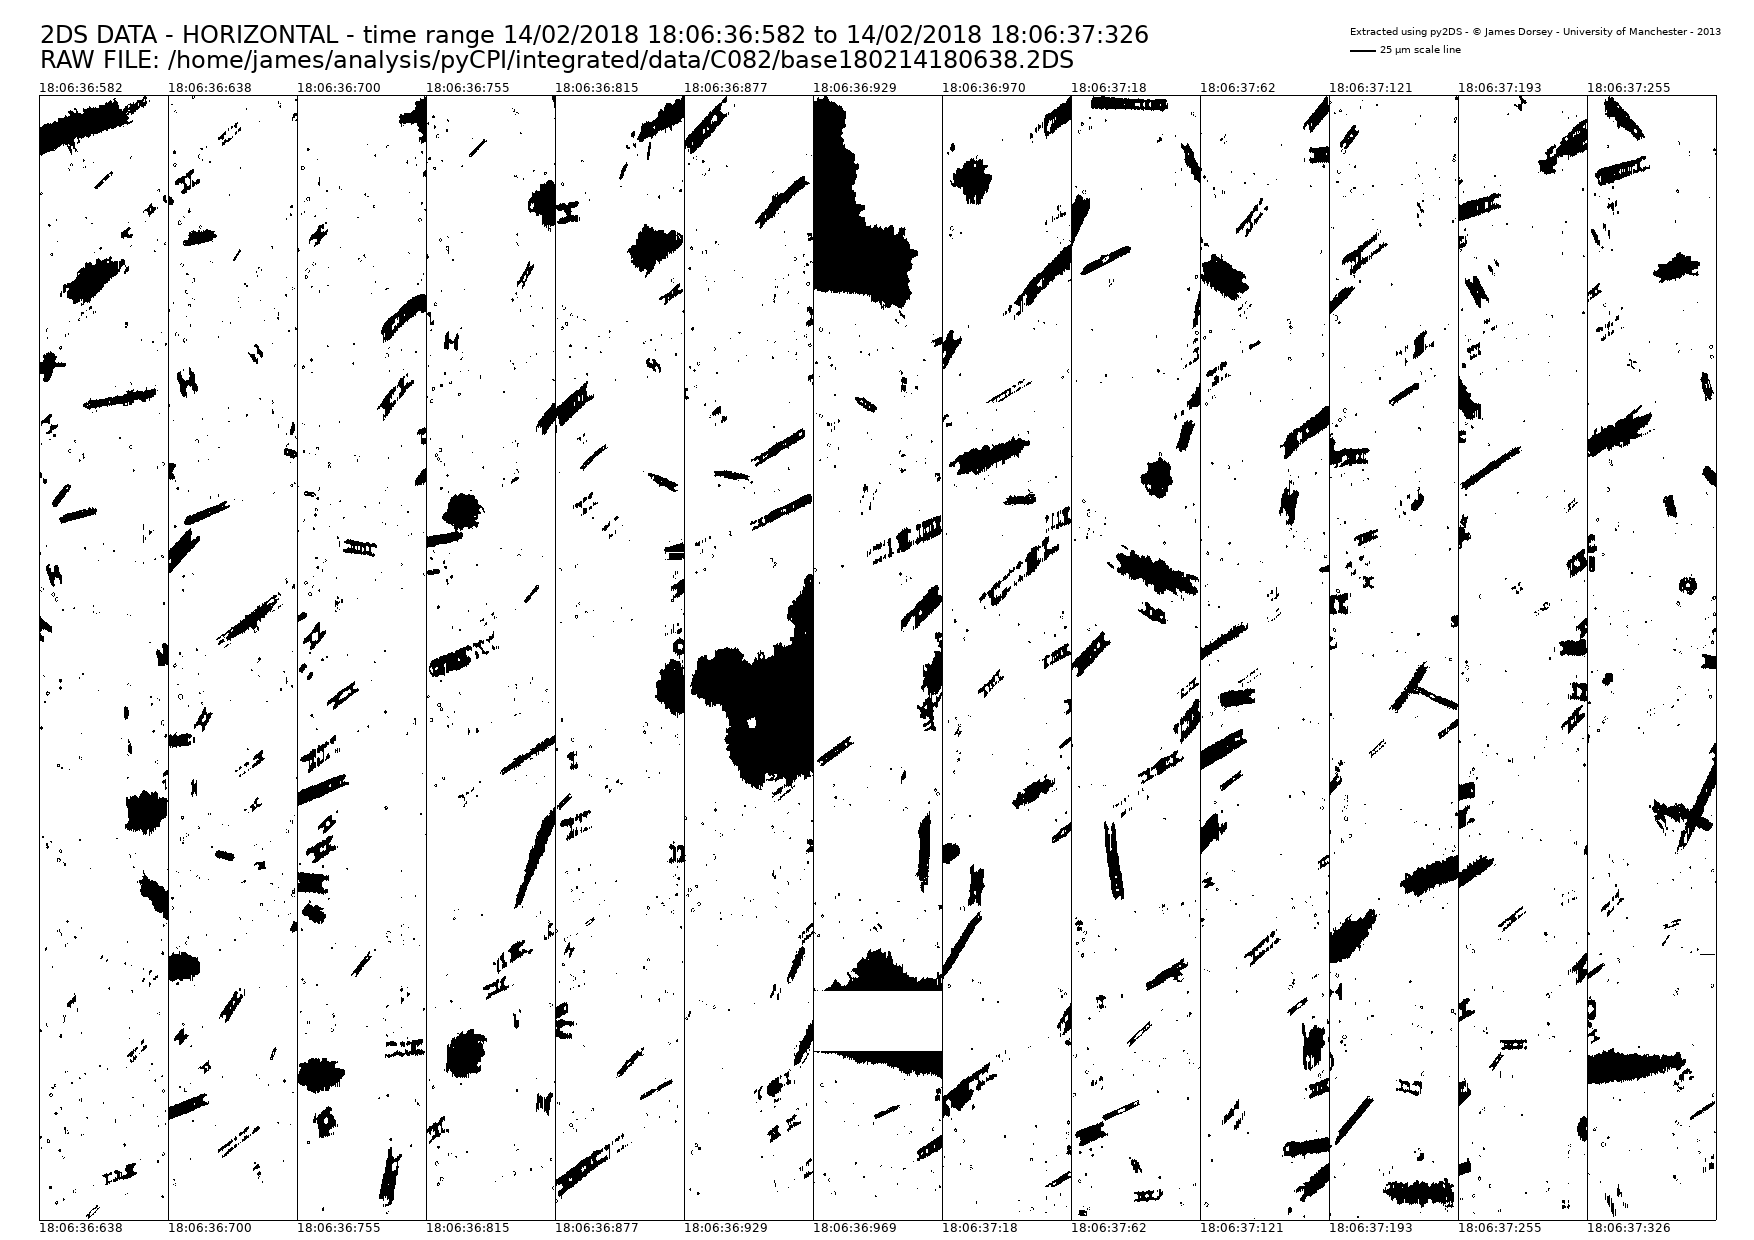 2DS DATA - HORIZONTAL - time range 14/02/2018 18:06:36:582 to 14/02/2018 18:06:37:326
RAW FILE: /home/james/analysis/pyCPI/integrated/data/C082/base180214180638.2DS
Extracted using py2DS - © James Dorsey - University of Manchester - 2013
25 µm scale line
18:06:36:582 18:06:36:638 18:06:36:700 18:06:36:755 18:06:36:815 18:06:36:877 18:06:36:929 18:06:36:970 18:06:37:18 18:06:37:62 18:06:37:121 18:06:37:193 18:06:37:255
18:06:36:638 18:06:36:700 18:06:36:755 18:06:36:815 18:06:36:877 18:06:36:929 18:06:36:969 18:06:37:18 18:06:37:62 18:06:37:121 18:06:37:193 18:06:37:255 18:06:37:326